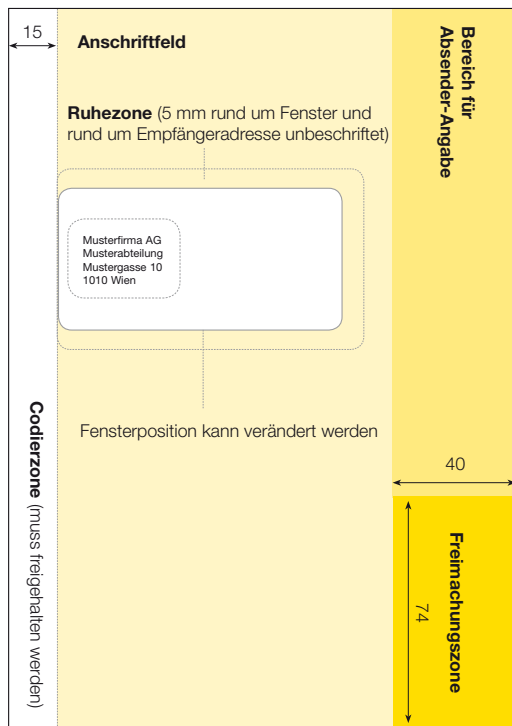 15
Anschriftfeld
Bereich für
Absender-Angabe
Ruhezone (5 mm rund um Fenster und
rund um Empfängeradresse unbeschriftet)
Musterfirma AG
Musterabteilung
Mustergasse 10
1010 Wien
Fensterposition kann verändert werden
Codierzone (muss freigehalten werden)
40
74
Freimachungszone